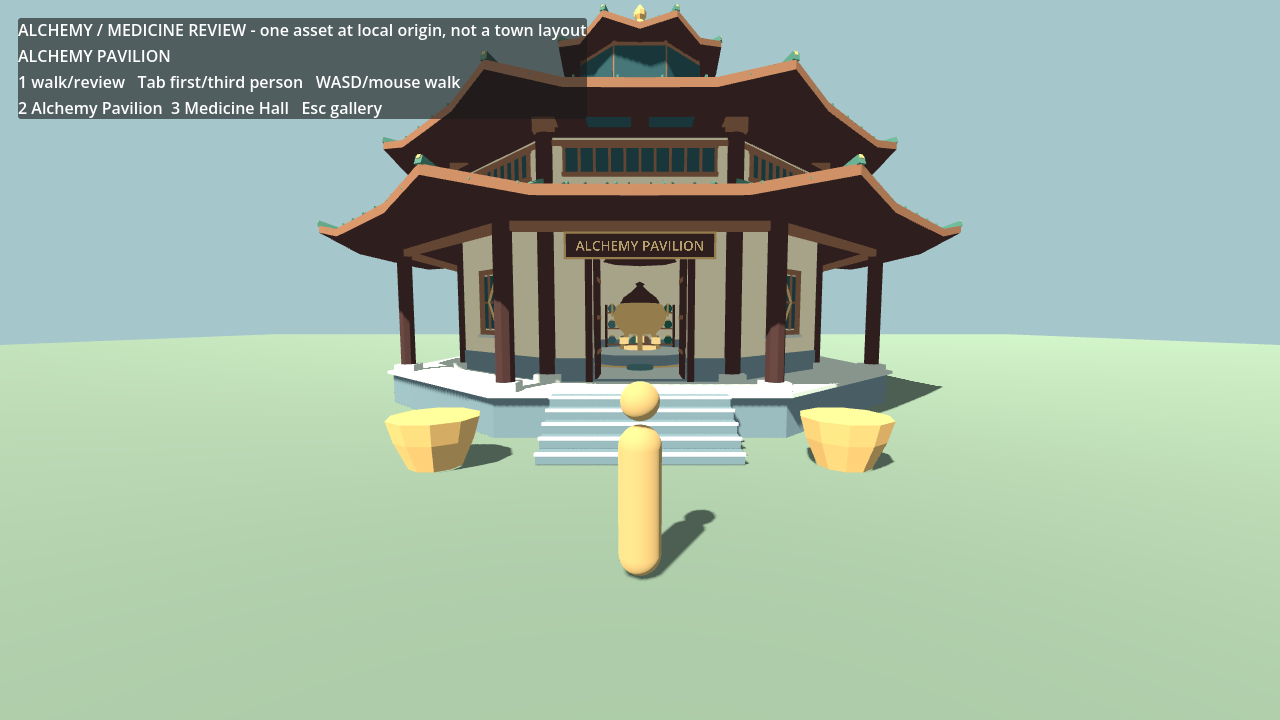 ALCHEMY / MEDICINE REVIEW - one asset at local origin, not a town layout
ALCHEMY PAVILION
1 walk/review   Tab first/third person   WASD/mouse walk
2 Alchemy Pavilion  3 Medicine Hall   Esc gallery
ALCHEMY PAVILION